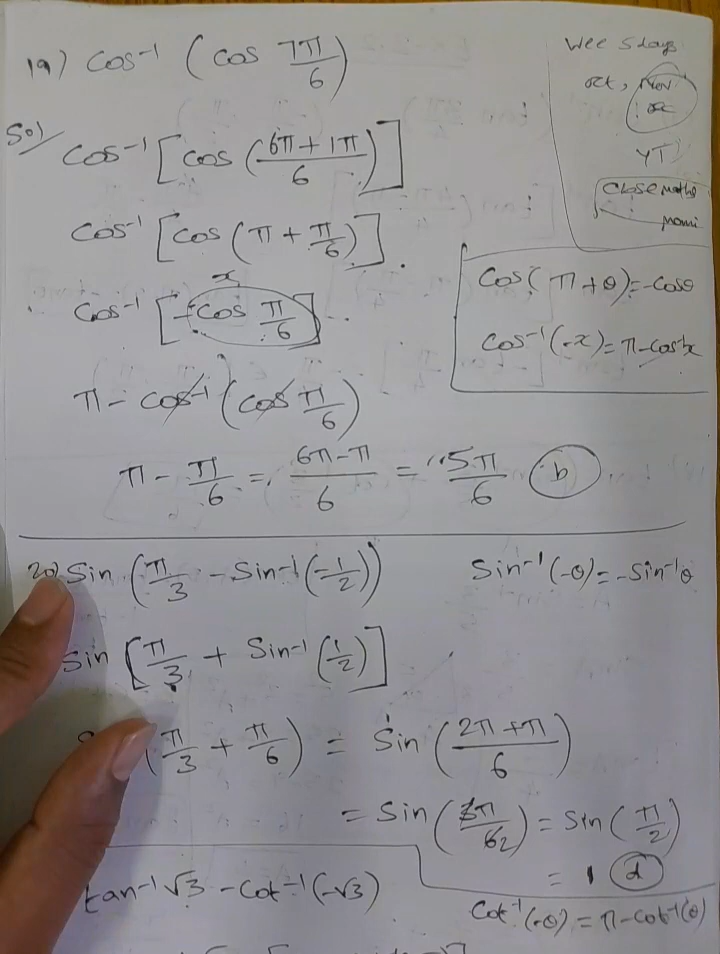 19) cos⁻¹ (cos 7π/6)
Wee 5 days
oct, nov
dec
YT
Close maths
Sol/
cos⁻¹ [cos (6π + 1π/6)]
cos⁻¹ [cos (π + π/6)]
x
cos⁻¹ [-cos π/6]
cos(π + θ) = -cosθ
cos⁻¹(-x) = π - cos⁻¹x
π - cos⁻¹ (cos π/6)
π - π/6 = 6π - π/6 = 5π/6 (b)
20) Sin (π/3 - Sin⁻¹(-1/2))
Sin⁻¹(-θ) = -Sin⁻¹θ
sin [π/3 + Sin⁻¹(1/2)]
(π/3 + π/6) = Sin (2π + π/6)
= Sin (3π/6 2) = Sin (π/2)
= 1 (d)
tan⁻¹√3 - Cot⁻¹(-√3)
Cot⁻¹(-θ) = π - Cot⁻¹(θ)